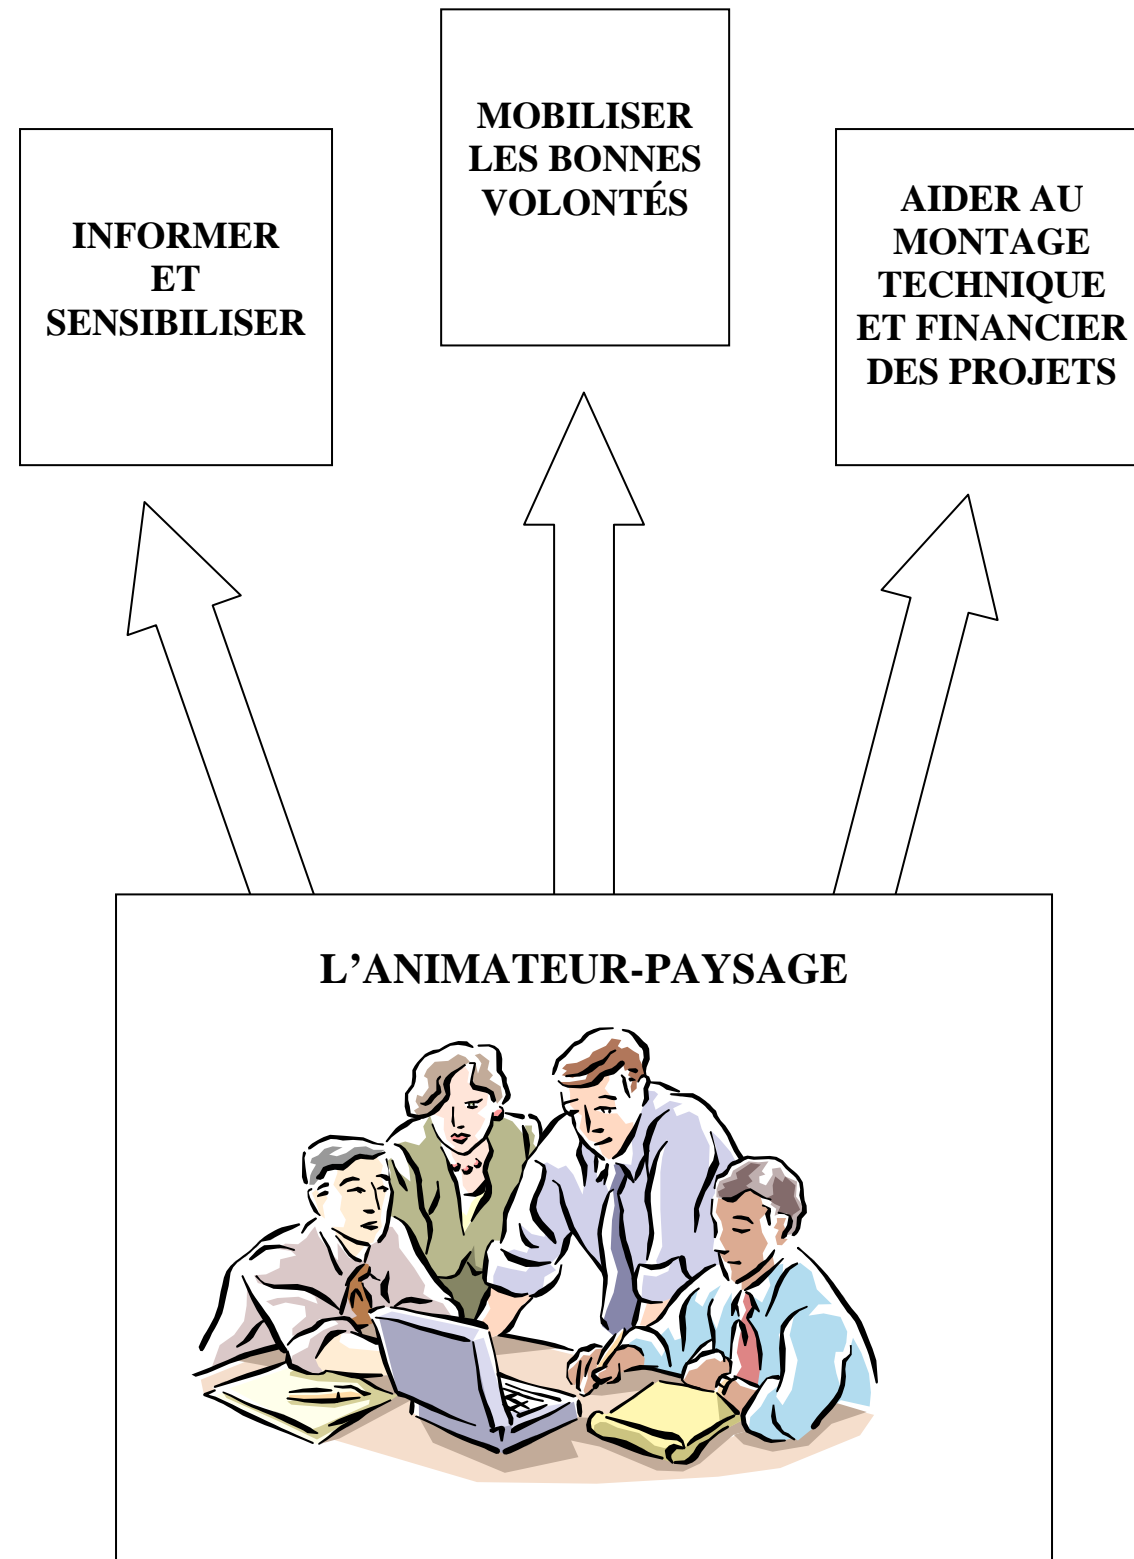 INFORMER
ET
SENSIBILISER
MOBILISER
LES BONNES
VOLONTÉS
AIDER AU
MONTAGE
TECHNIQUE
ET FINANCIER
DES PROJETS
L’ANIMATEUR-PAYSAGE